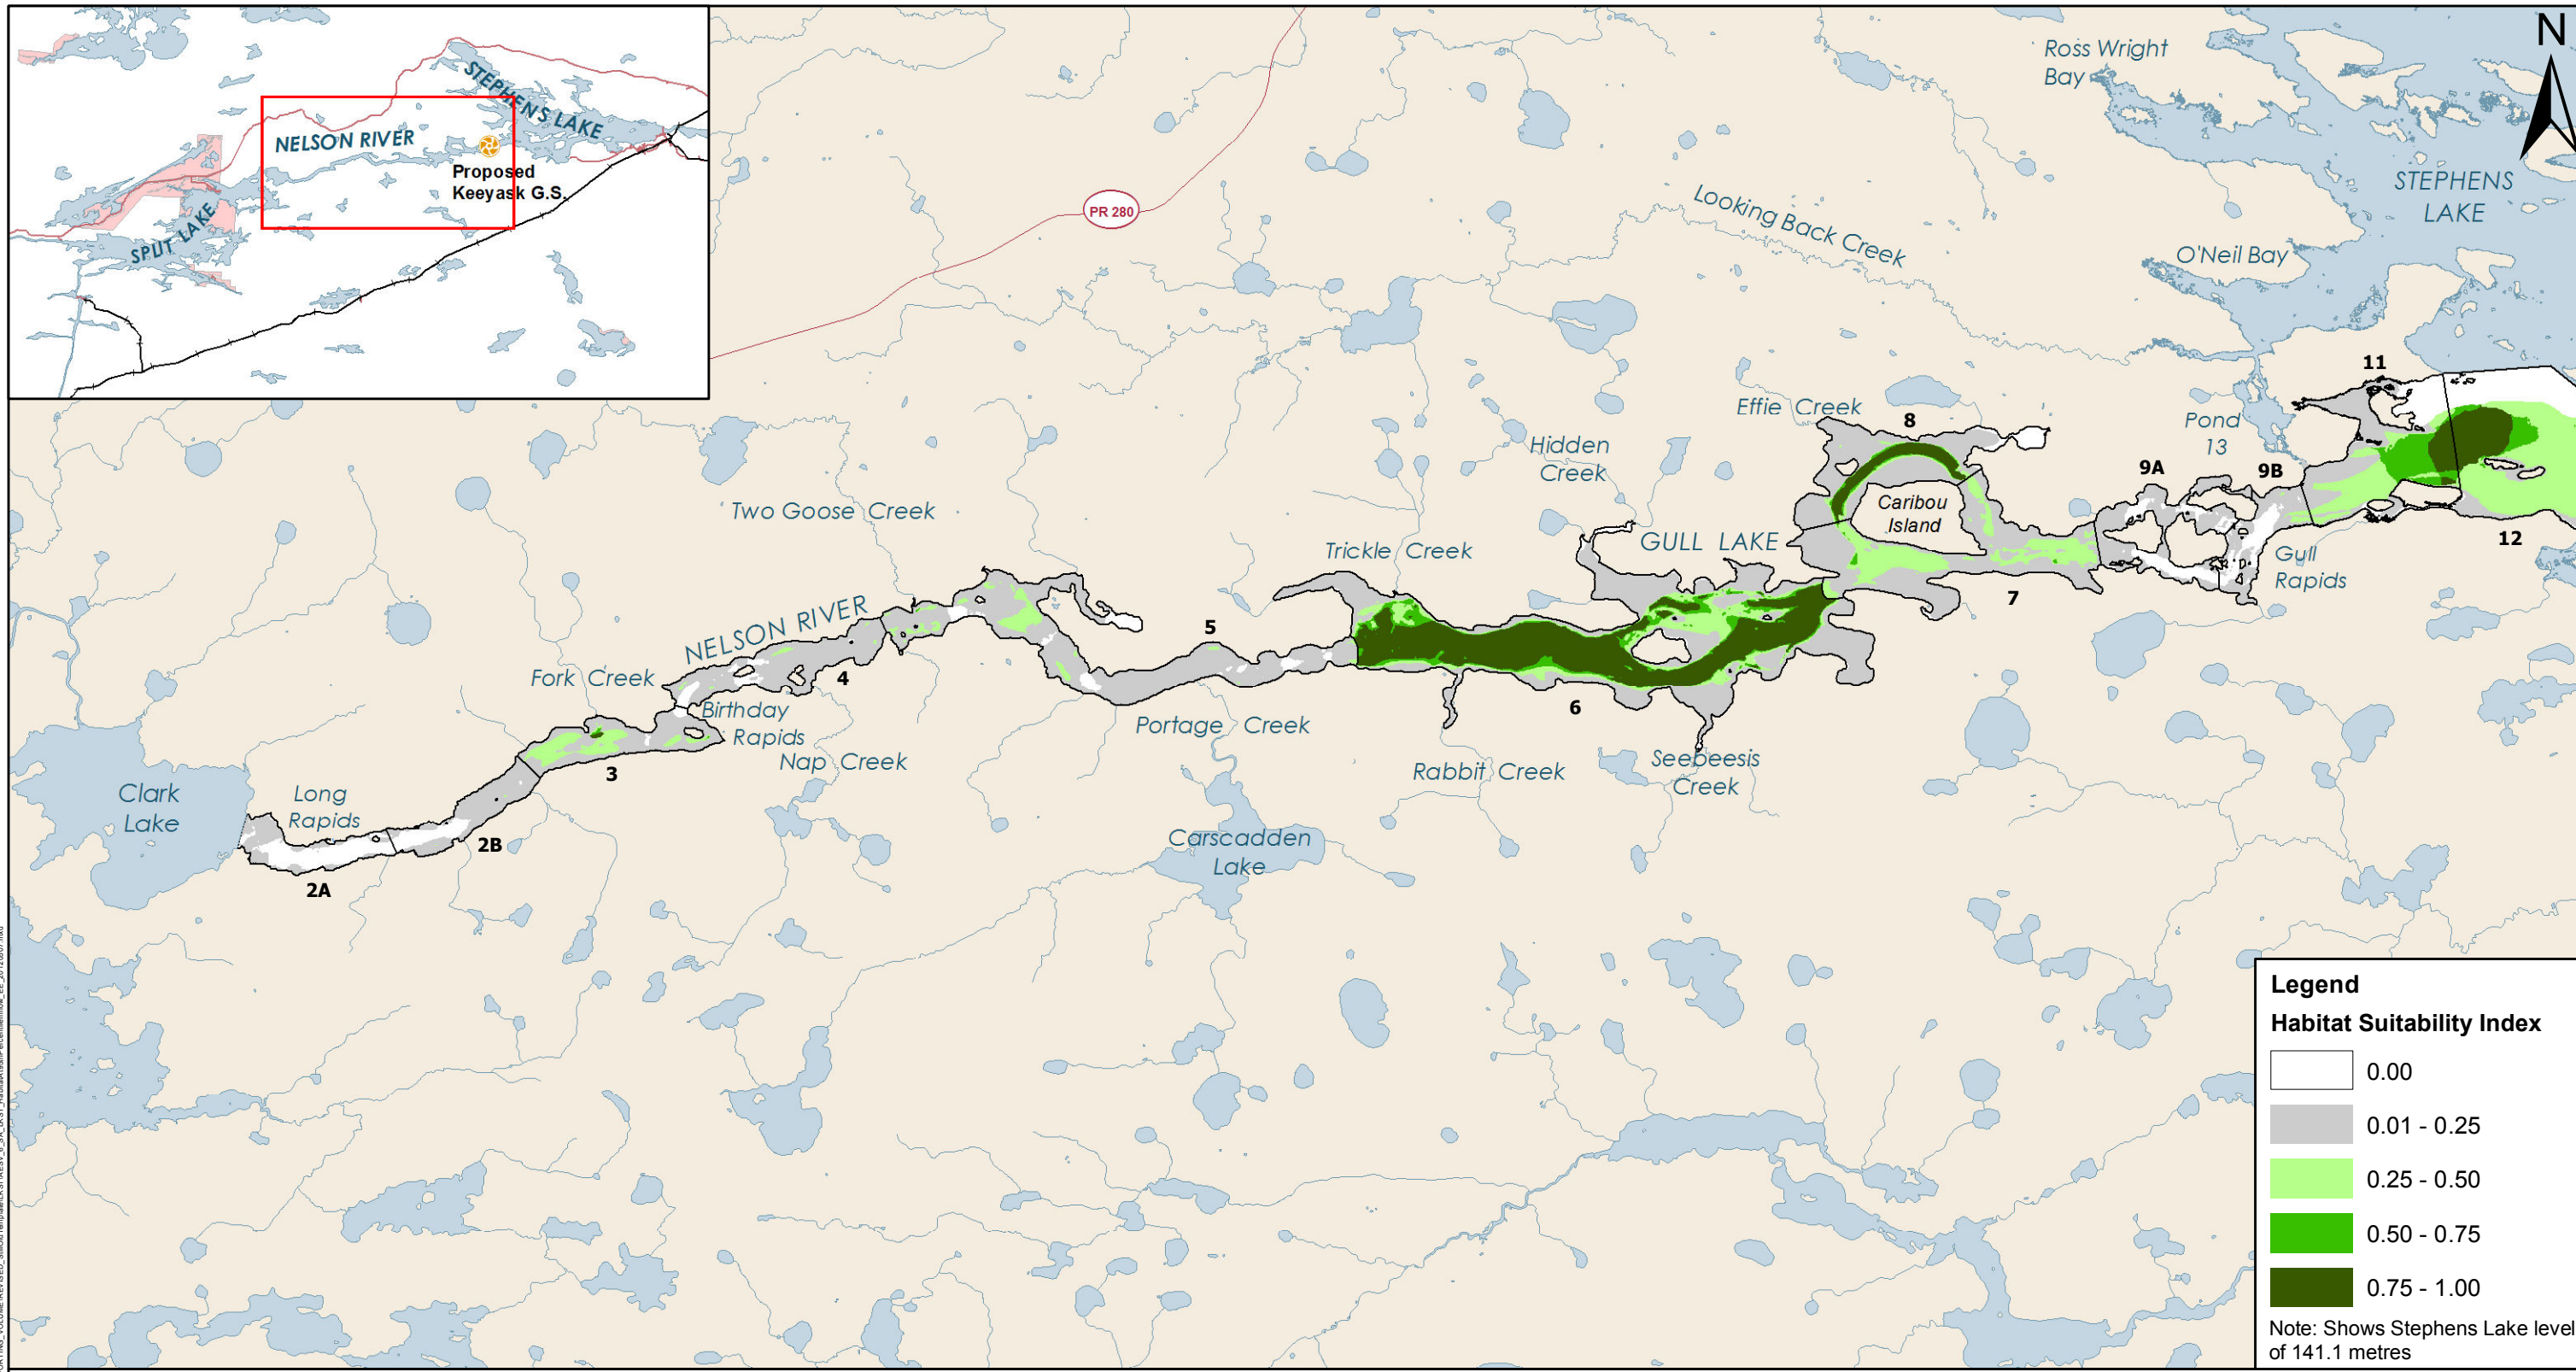 STEPHENS LAKE
NELSON RIVER
Proposed
Keeyask G.S.
SPLIT LAKE
N
Ross Wright
Bay
PR 280
STEPHENS
LAKE
Looking Back Creek
O'Neil Bay
11
Effie Creek
8
Pond
13
Hidden
Creek
9A
9B
Caribou
Island
Two Goose Creek
GULL LAKE
Trickle Creek
12
Gull
Rapids
7
NELSON RIVER
5
Fork Creek
4
Birthday
Rapids
6
Portage Creek
Nap Creek
Rabbit Creek
Seebeesis
Creek
3
Clark
Lake
Long
Rapids
2B
2A
Carscadden
Lake
Legend
Habitat Suitability Index
0.00
0.01 - 0.25
0.25 - 0.50
0.50 - 0.75
0.75 - 1.00
Note: Shows Stephens Lake level
of 141.1 metres